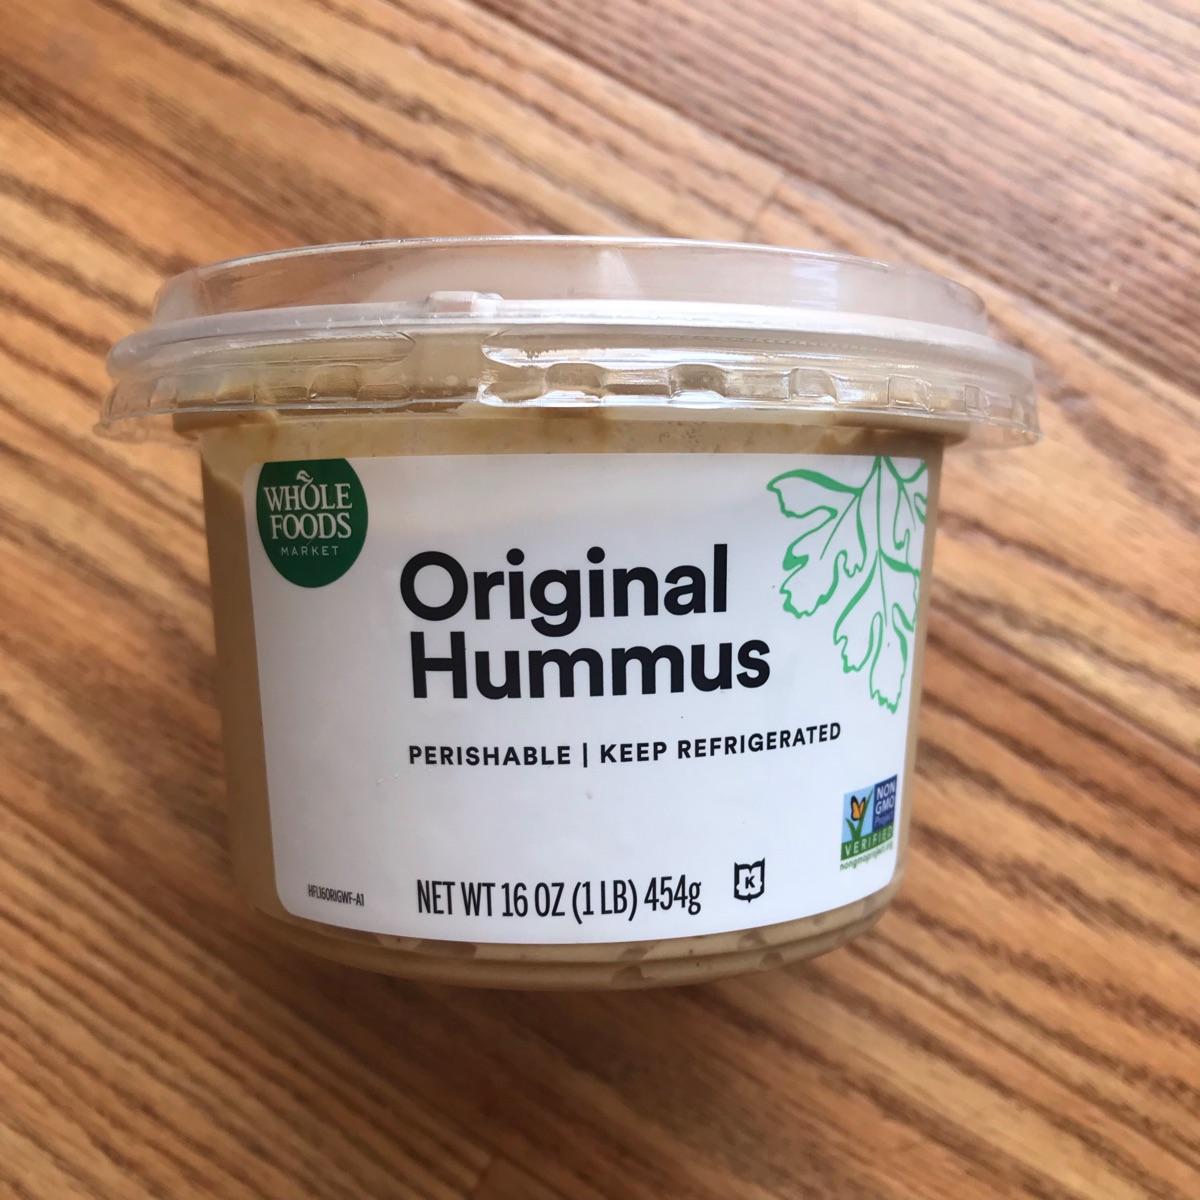 WHOLE
FOODS
MARKET
Original
Hummus
PERISHABLE | KEEP REFRIGERATED
NON
GMO
Project
VERIFIED
nongmoproject.org
HFL16ORIGWF-A1
NET WT 16 OZ (1 LB) 454g
K